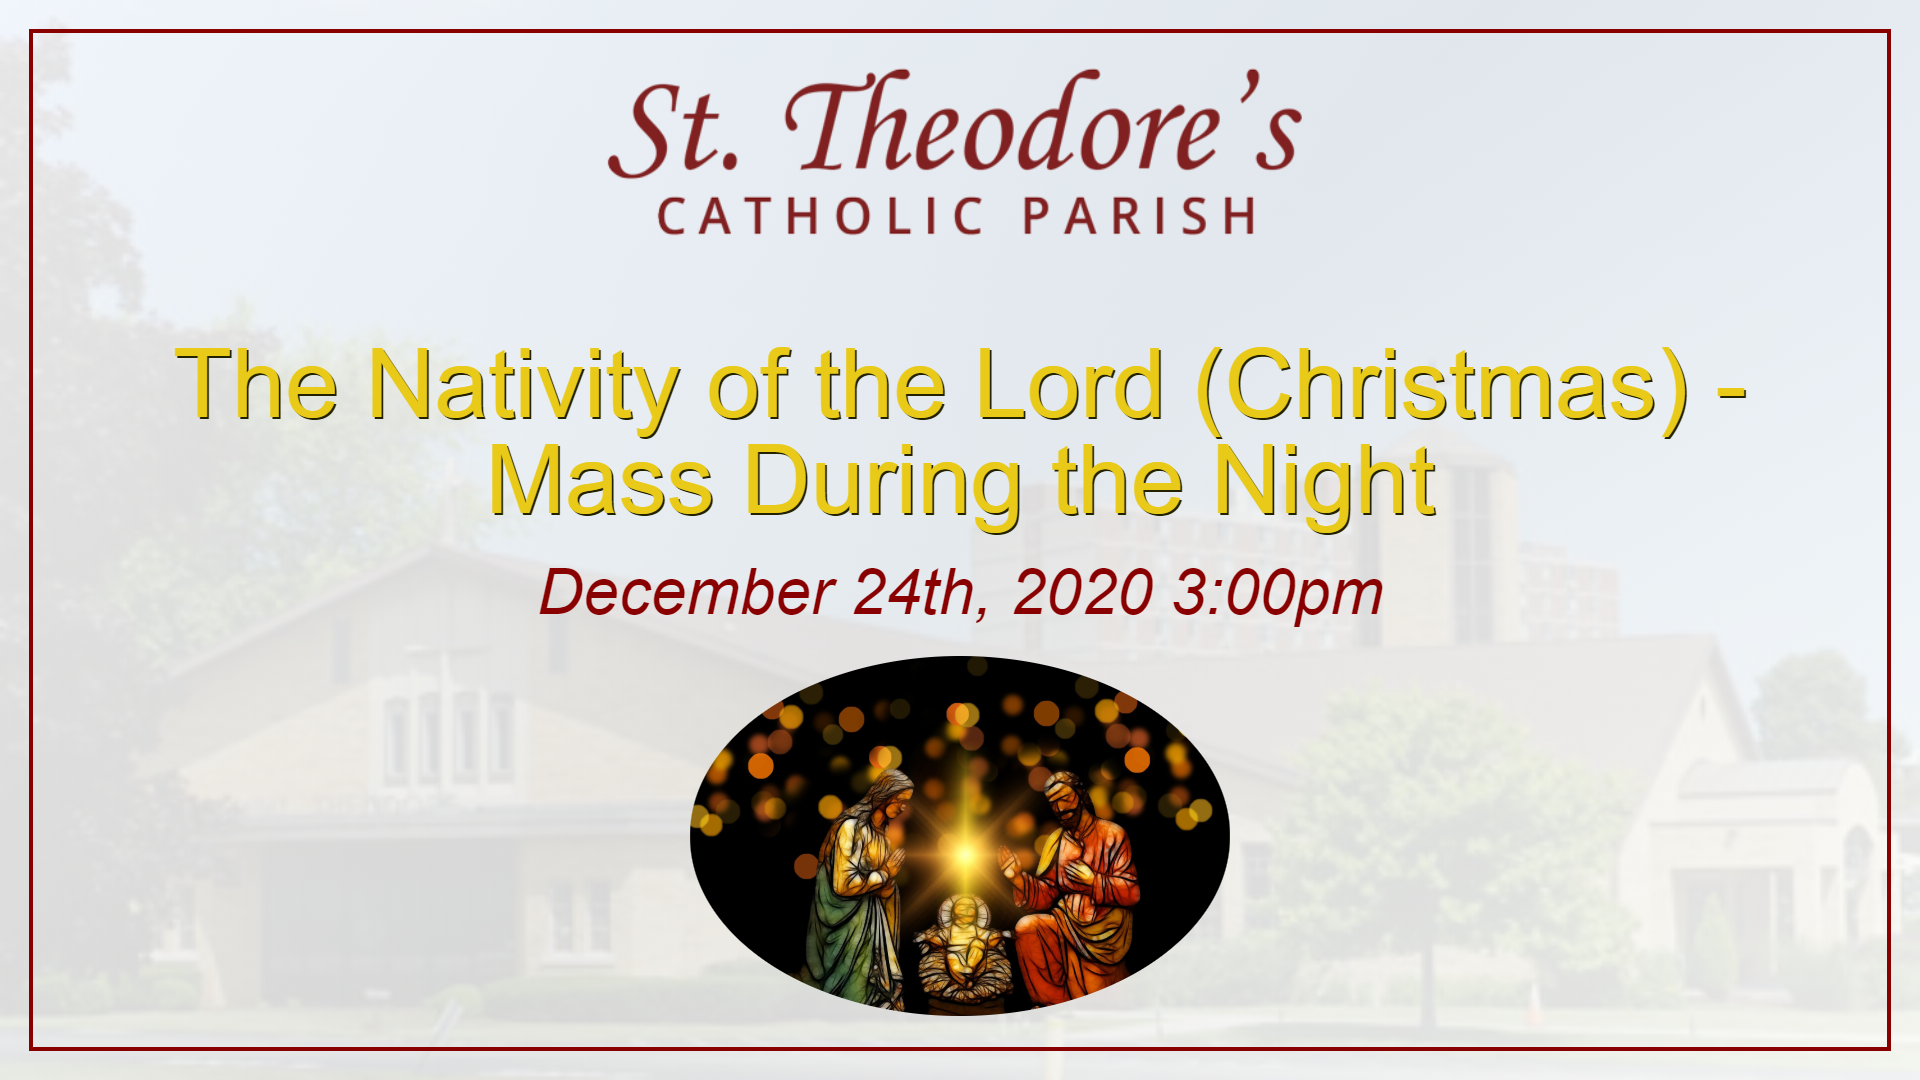 St. Theodore’s
CATHOLIC PARISH
The Nativity of the Lord (Christmas) -
Mass During the Night
December 24th, 2020 3:00pm